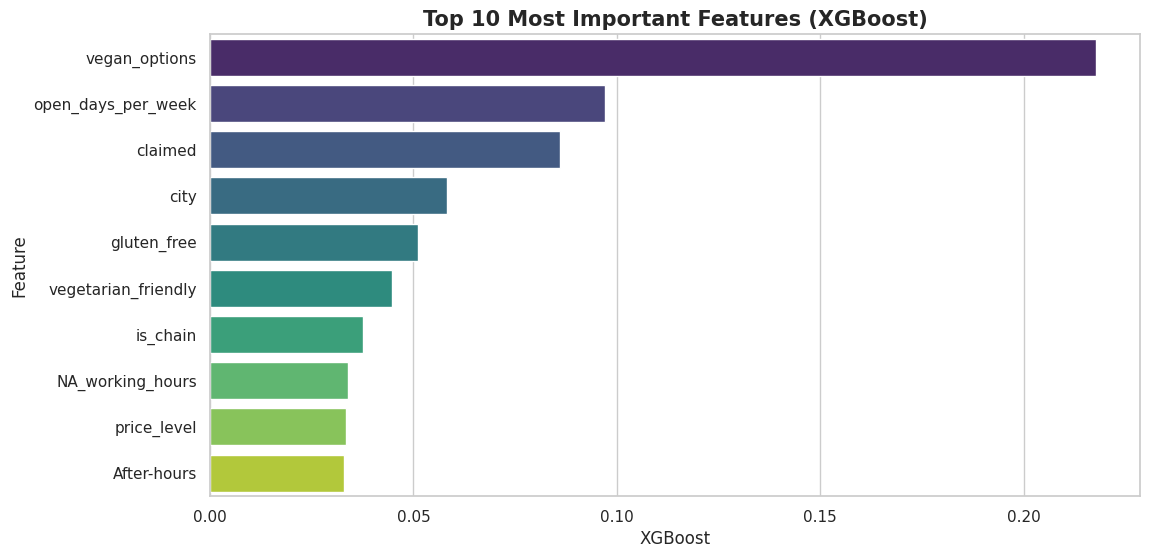 Top 10 Most Important Features (XGBoost)
Feature
vegan_options
open_days_per_week
claimed
city
gluten_free
vegetarian_friendly
is_chain
NA_working_hours
price_level
After-hours
0.00 0.05 0.10 0.15 0.20
XGBoost